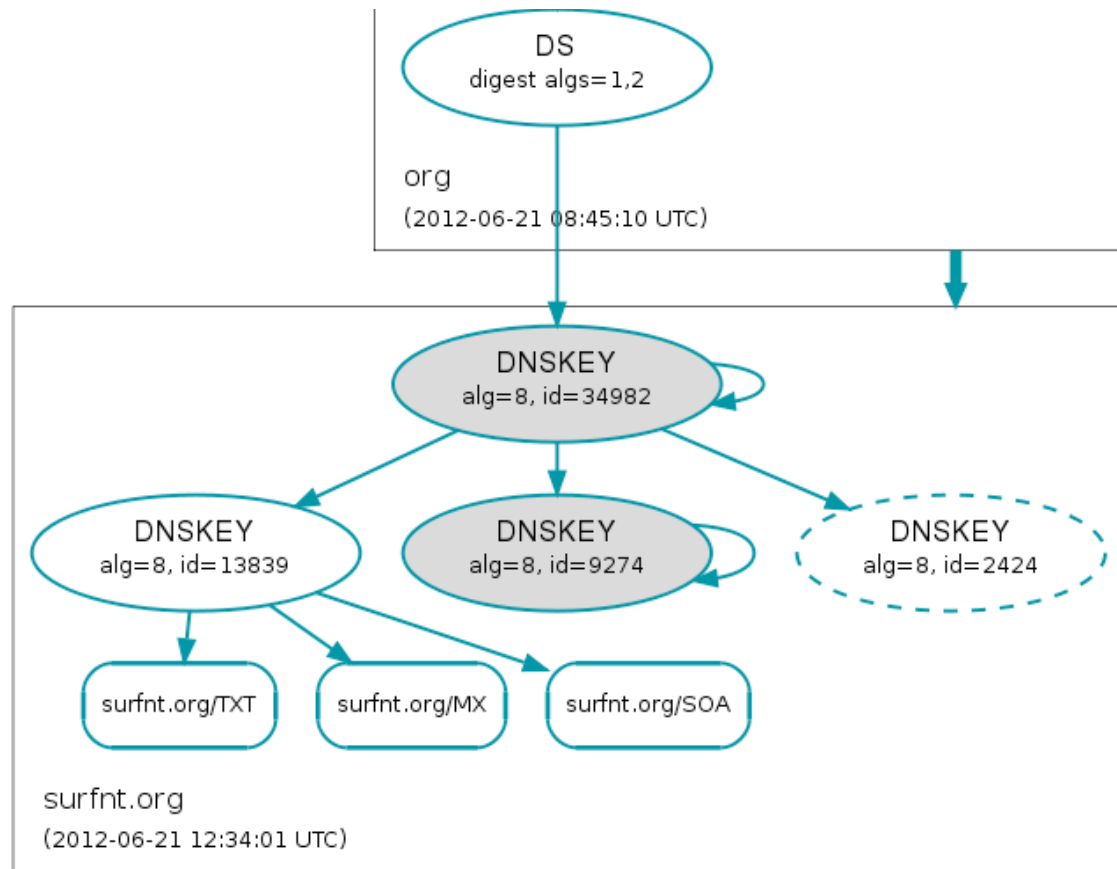 DS
digest algs=1,2
org
(2012-06-21 08:45:10 UTC)
DNSKEY
alg=8, id=34982
DNSKEY
alg=8, id=13839
DNSKEY
alg=8, id=9274
DNSKEY
alg=8, id=2424
surfnt.org/TXT
surfnt.org/MX
surfnt.org/SOA
surfnt.org
(2012-06-21 12:34:01 UTC)